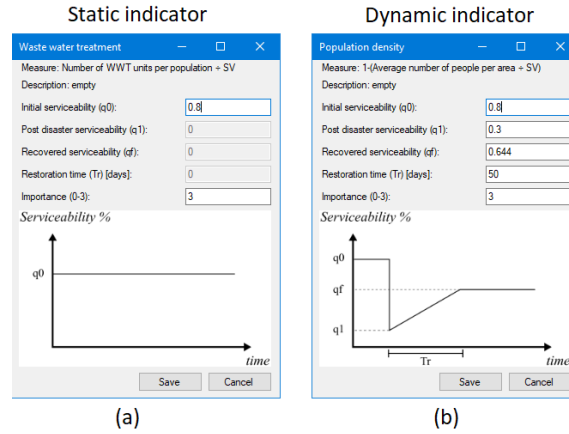 Static indicator
Waste water treatment
Measure: Number of WWT units per population ÷ SV
Description: empty
Initial serviceability (q0): 0.8
Post disaster serviceability (q1): 0
Recovered serviceability (qf): 0
Restoration time (Tr) [days]: 0
Importance (0-3): 3
Serviceability %
q0
time
Save Cancel
(a)
Dynamic indicator
Population density
Measure: 1-(Average number of people per area ÷ SV)
Description: empty
Initial serviceability (q0): 0.8
Post disaster serviceability (q1): 0.3
Recovered serviceability (qf): 0.644
Restoration time (Tr) [days]: 50
Importance (0-3): 3
Serviceability %
q0
qf
q1
Tr
time
Save Cancel
(b)